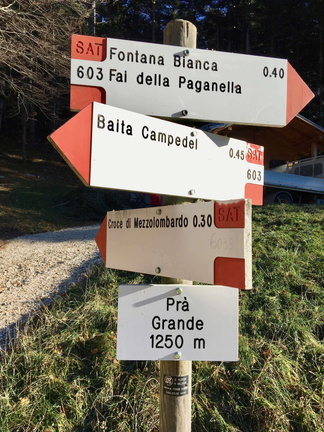 SAT Fontana Bianca 0.40
603 Fai della Paganella
Baita Campedel 0.45 SAT
603
Croce di Mezzolombardo 0.30 SAT
Prà
Grande
1250 m